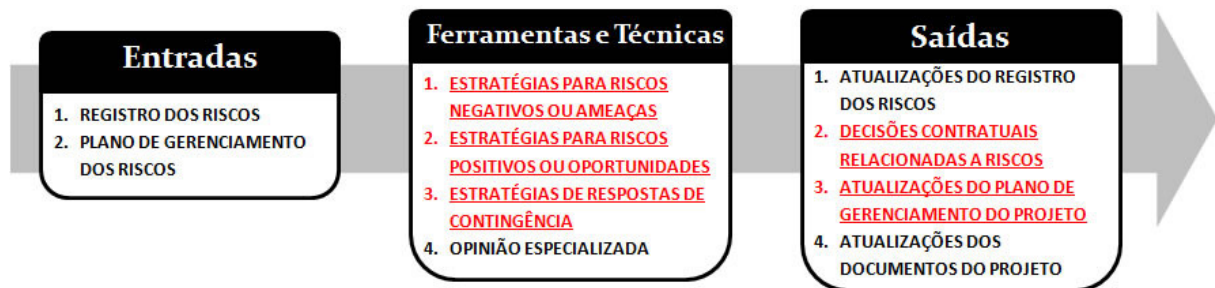 Entradas
1. REGISTRO DOS RISCOS
2. PLANO DE GERENCIAMENTO
DOS RISCOS
Ferramentas e Técnicas
1. ESTRATÉGIAS PARA RISCOS
NEGATIVOS OU AMEAÇAS
2. ESTRATÉGIAS PARA RISCOS
POSITIVOS OU OPORTUNIDADES
3. ESTRATÉGIAS DE RESPOSTAS DE
CONTINGÊNCIA
4. OPINIÃO ESPECIALIZADA
Saídas
1. ATUALIZAÇÕES DO REGISTRO
DOS RISCOS
2. DECISÕES CONTRATUAIS
RELACIONADAS A RISCOS
3. ATUALIZAÇÕES DO PLANO DE
GERENCIAMENTO DO PROJETO
4. ATUALIZAÇÕES DOS
DOCUMENTOS DO PROJETO